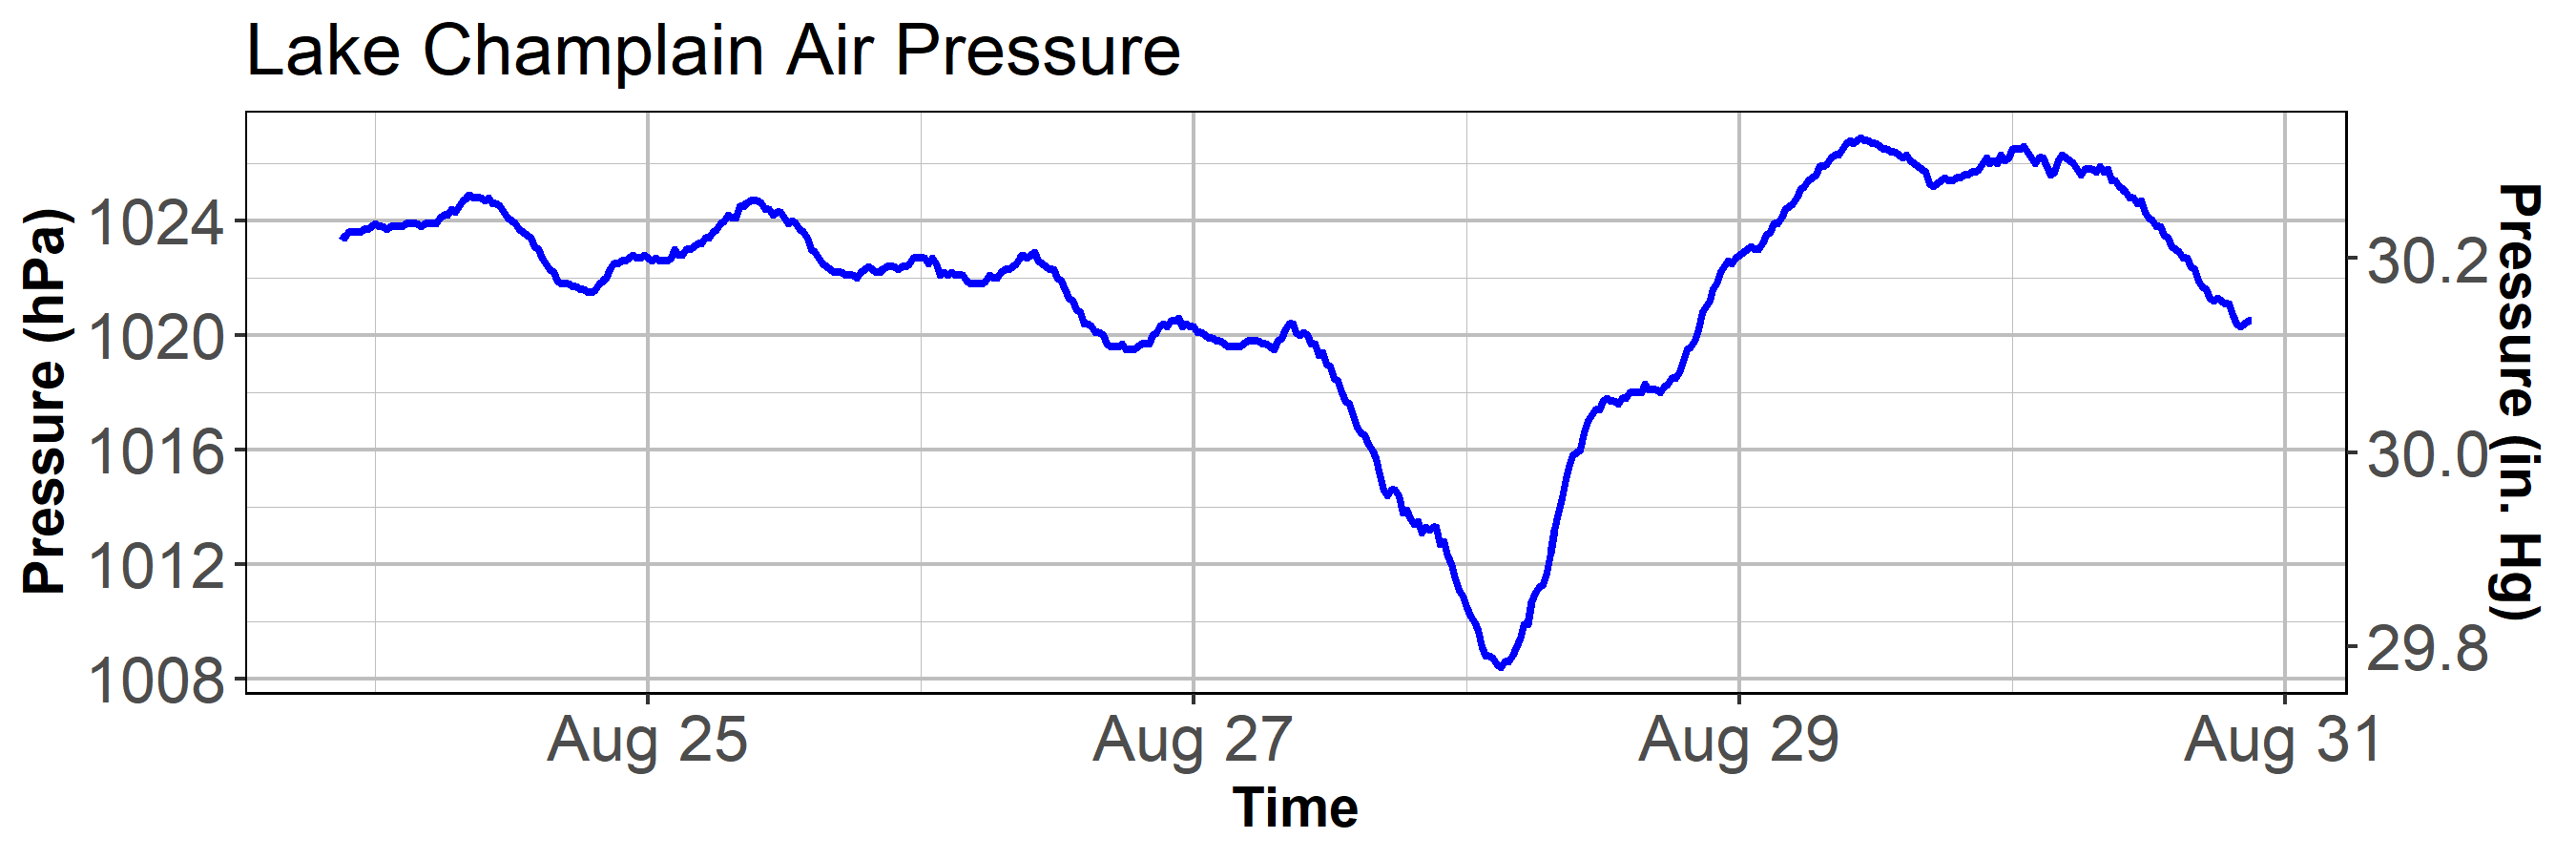 Lake Champlain Air Pressure
Pressure (hPa)
1024
1020
1016
1012
1008
30.2
30.0
29.8
Pressure (in. Hg)
Aug 25
Aug 27
Aug 29
Aug 31
Time